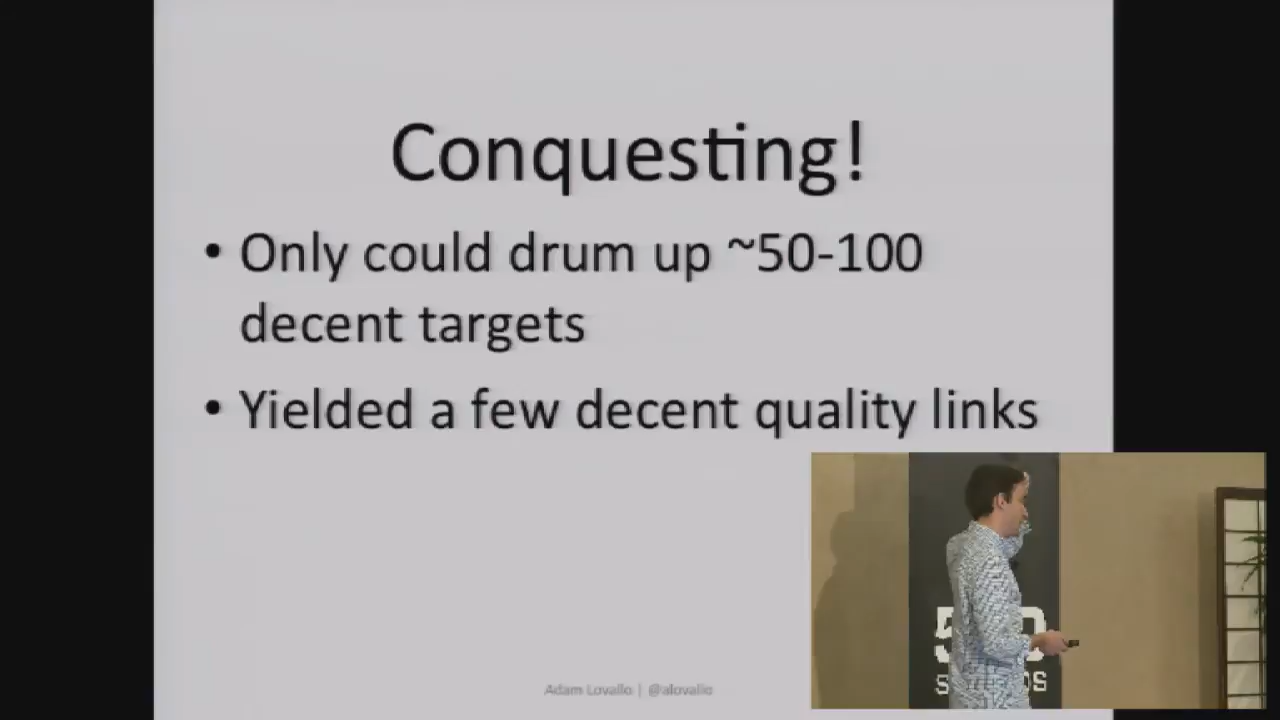 Conquesting!
• Only could drum up ~50-100
decent targets
• Yielded a few decent quality links
Adam Lovallo | @alovallo